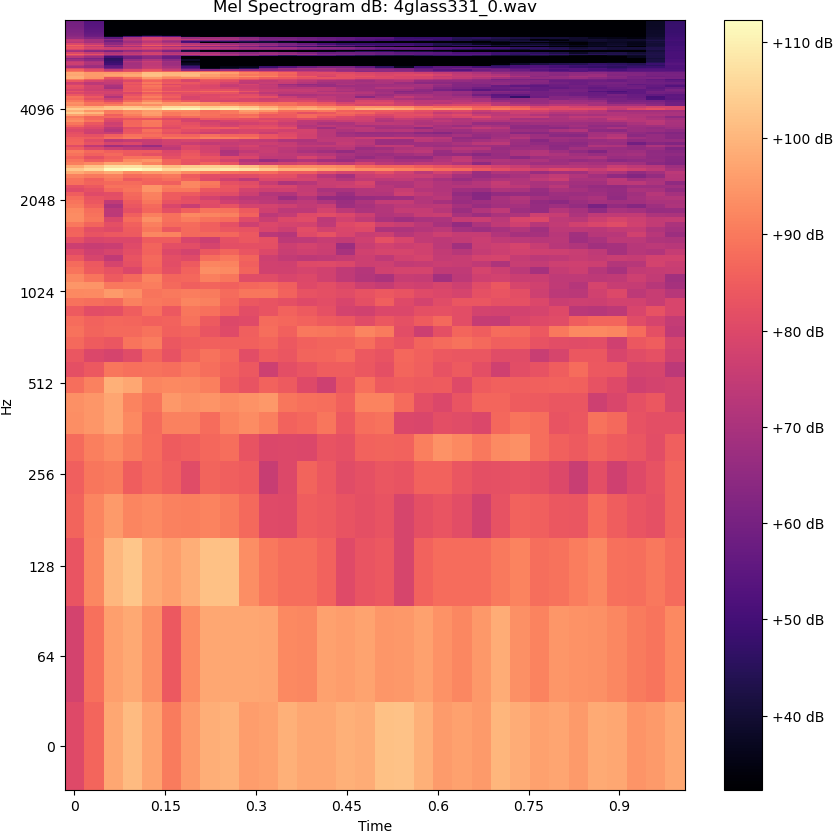 Mel Spectrogram dB: 4glass331_0.wav
+110 dB
4096
+100 dB
2048
+90 dB
1024
+80 dB
512
Hz
+70 dB
256
+60 dB
128
+50 dB
64
+40 dB
0
0 0.15 0.3 0.45 0.6 0.75 0.9
Time